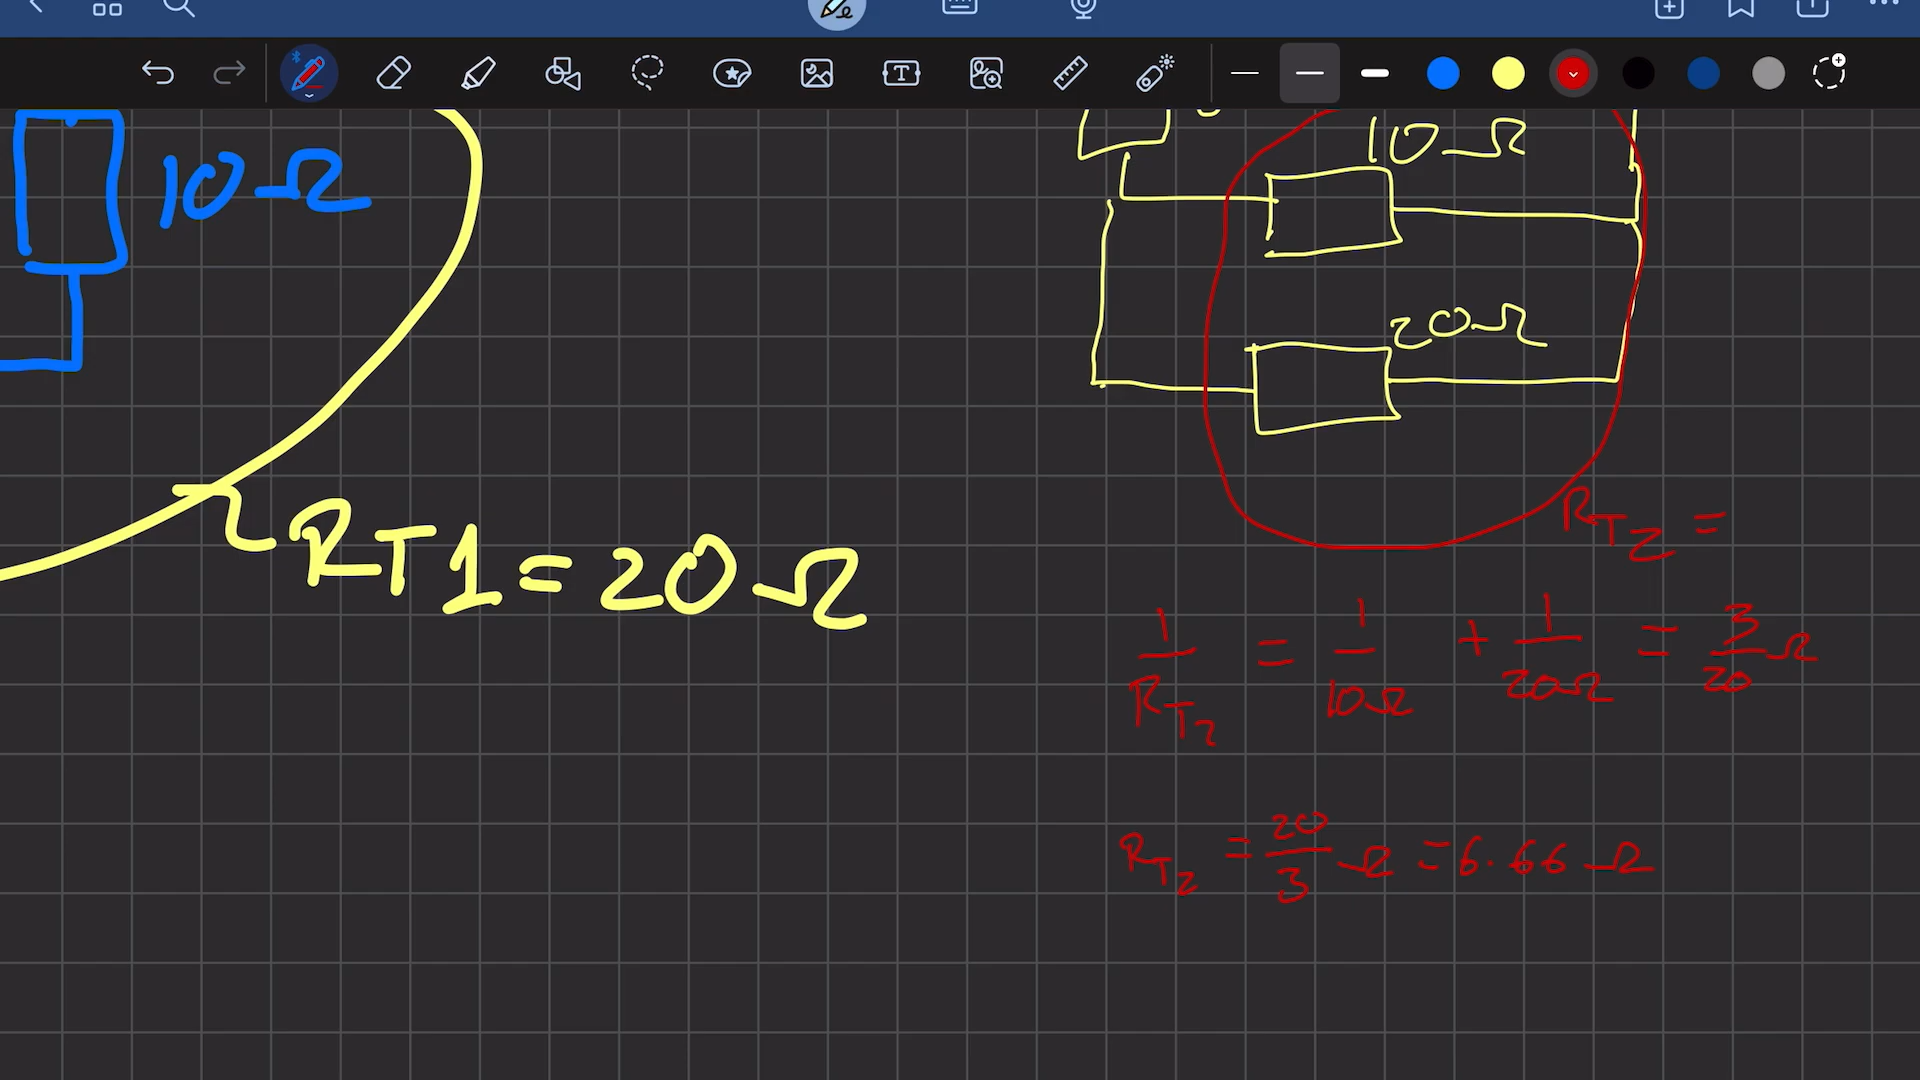 10Ω
10Ω
20Ω
RT1=20Ω
RT2 =
1/RT2 = 1/10Ω + 1/20Ω = 3/20 Ω
RT2 = 20/3 Ω = 6.66 Ω